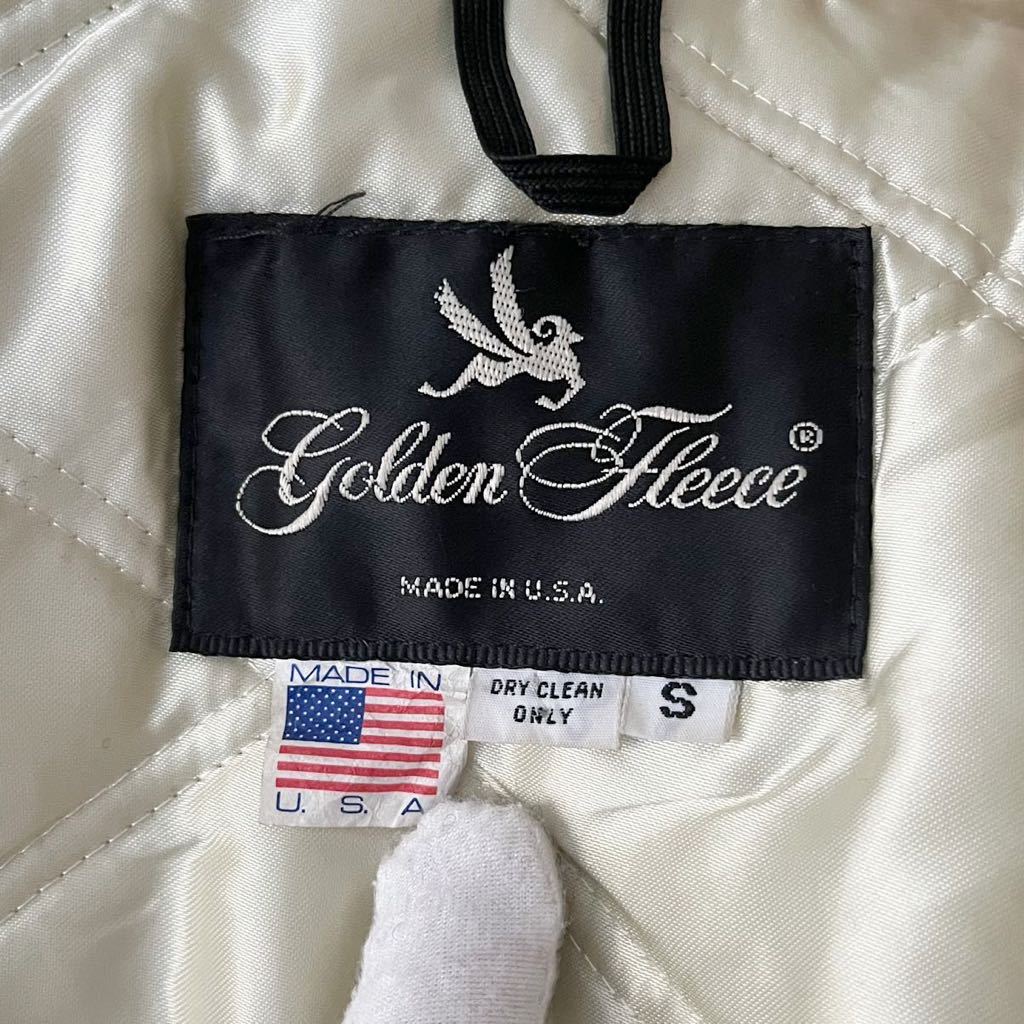 Golden Fleece®
MADE IN U.S.A.
MADE IN
U. S. A
DRY CLEAN
ONLY
S